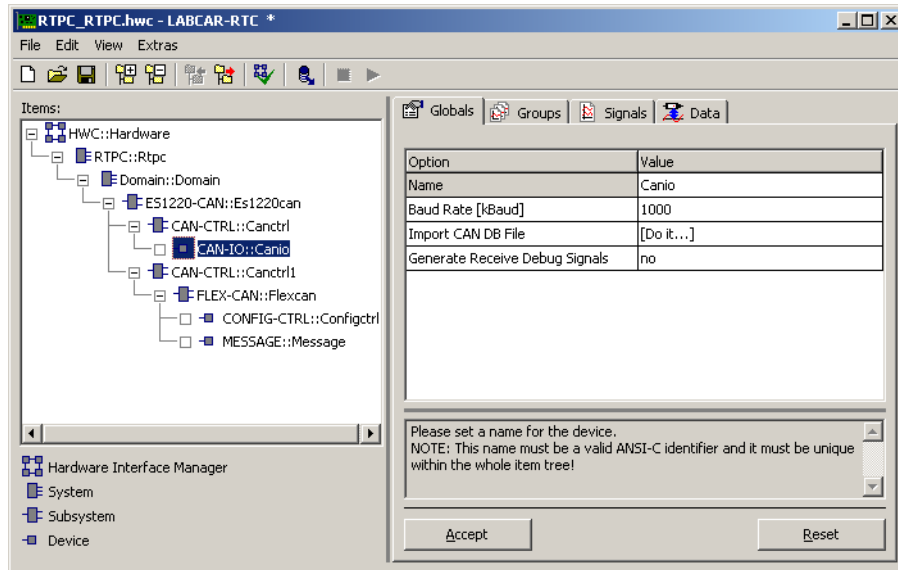 RTPC_RTPC.hwc - LABCAR-RTC *
File Edit View Extras
Items:
HWC::Hardware
RTPC::Rtpc
Domain::Domain
ES1220-CAN::Es1220can
CAN-CTRL::Canctrl
CAN-IO::Canio
CAN-CTRL::Canctrl1
FLEX-CAN::Flexcan
CONFIG-CTRL::Configctrl
MESSAGE::Message
Hardware Interface Manager
System
Subsystem
Device
Globals Groups Signals Data
Option Value
Name Canio
Baud Rate [kBaud] 1000
Import CAN DB File [Do it...]
Generate Receive Debug Signals no
Please set a name for the device.
NOTE: This name must be a valid ANSI-C identifier and it must be unique
within the whole item tree!
Accept Reset